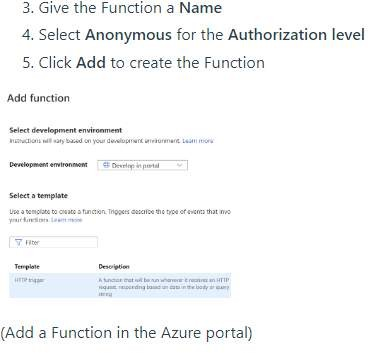 3. Give the Function a Name
4. Select Anonymous for the Authorization level
5. Click Add to create the Function
Add function
Select development environment
Instructions will vary based on your development environment. Learn more
Development environment
Develop in portal
Select a template
Use a template to create a function. Triggers describe the type of events that invo
your functions. Learn more
Filter
Template Description
HTTP trigger A function that will be run whenever it receives an HTTP
request, responding based on data in the body or query
string
(Add a Function in the Azure portal)